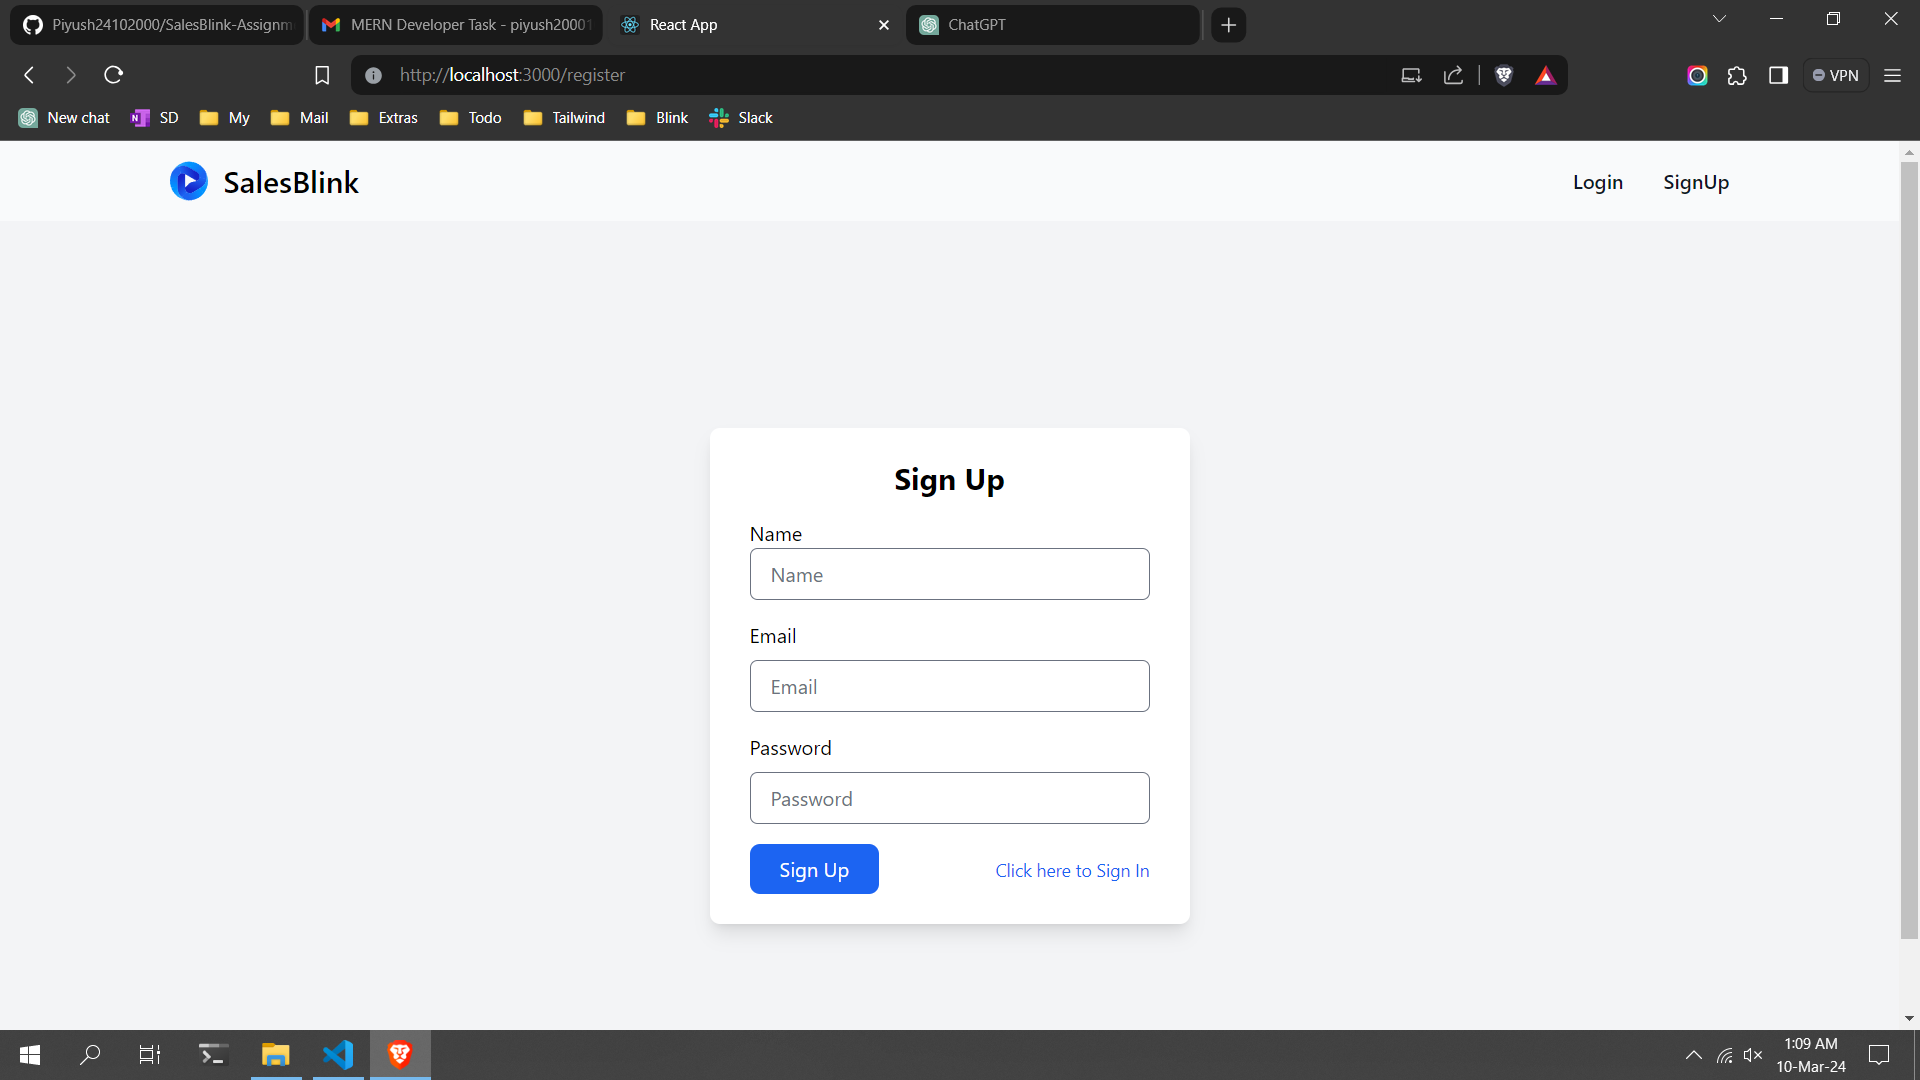 Piyush24102000/SalesBlink-Assignm
MERN Developer Task - piyush20001
React App
ChatGPT
http://localhost:3000/register
VPN
New chat
SD
My
Mail
Extras
Todo
Tailwind
Blink
Slack
SalesBlink
Login
SignUp
Sign Up
Name
Name
Email
Email
Password
Password
Sign Up
Click here to Sign In
1:09 AM
10-Mar-24